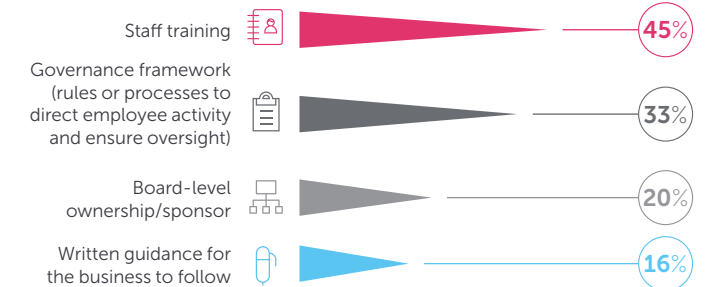 Staff training
45%
Governance framework
(rules or processes to
direct employee activity
and ensure oversight)
33%
Board-level
ownership/sponsor
20%
Written guidance for
the business to follow
16%